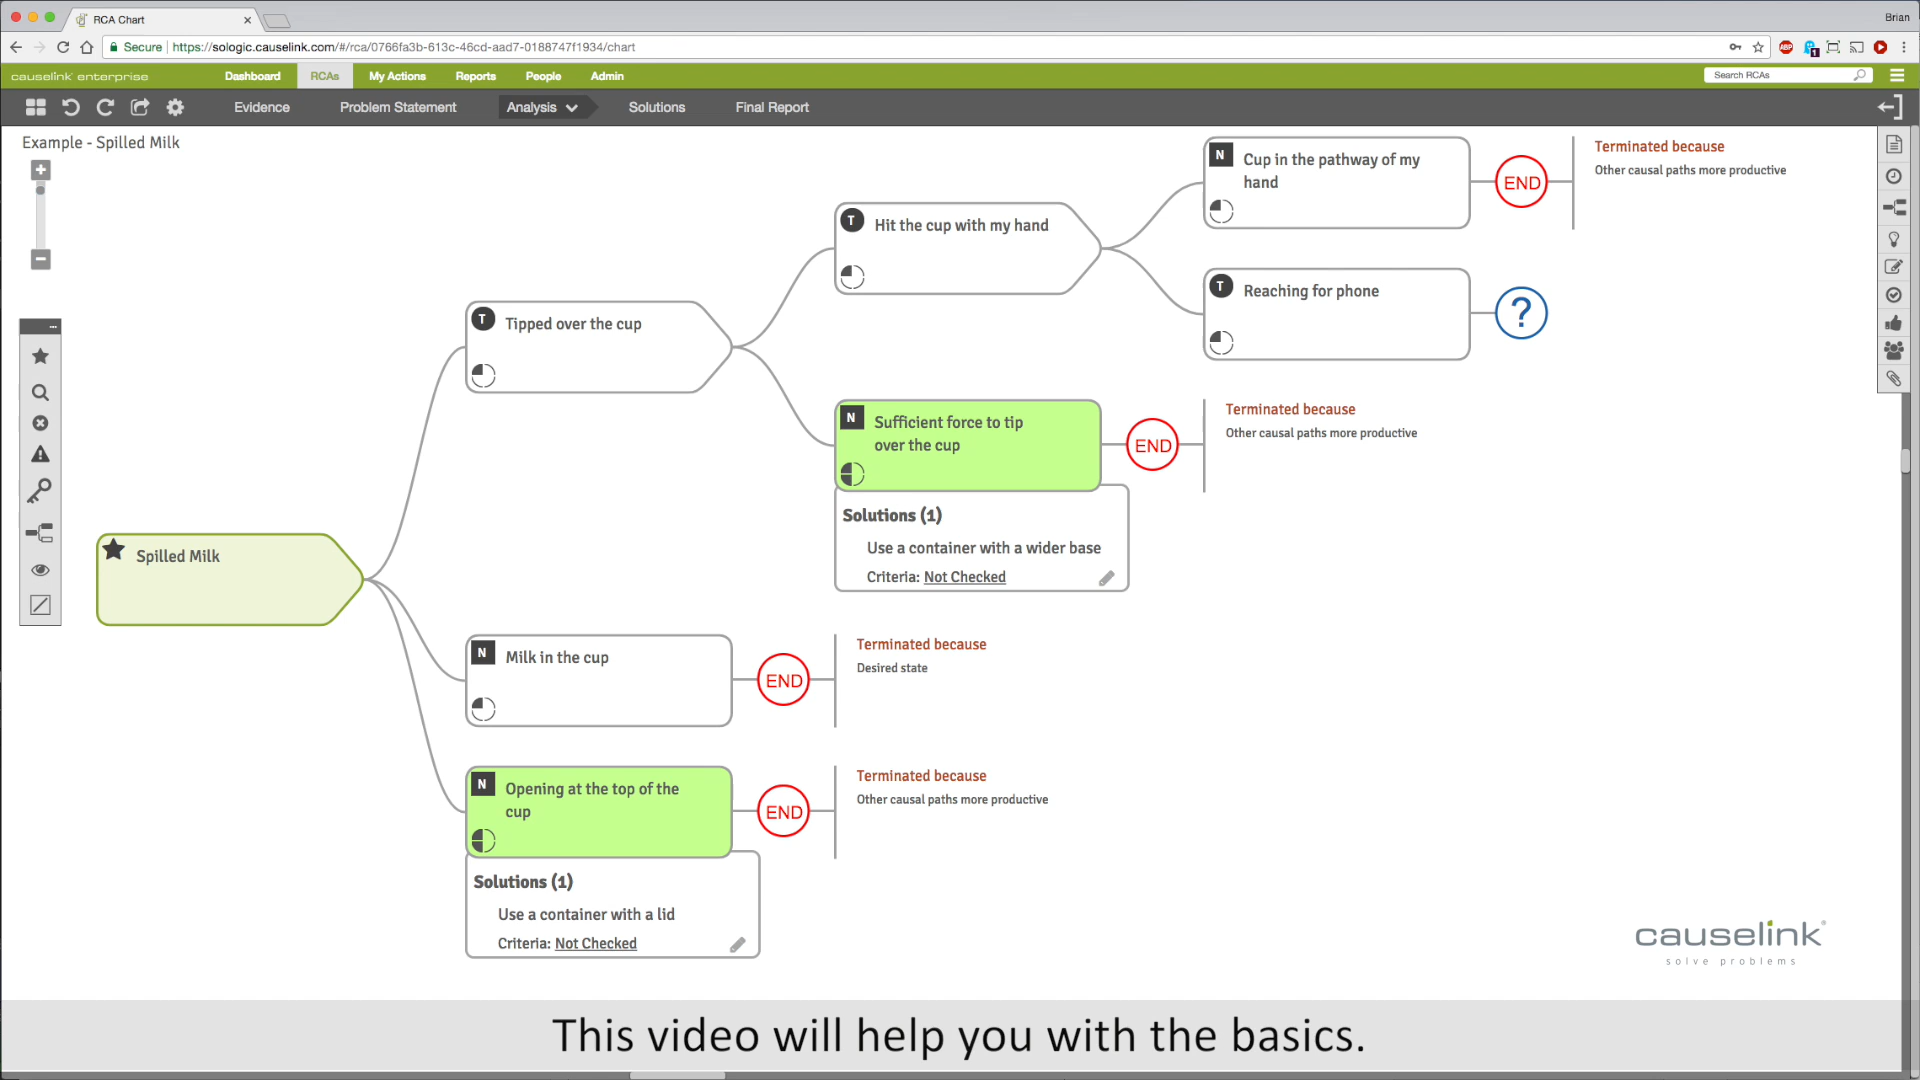 RCA Chart
Brian
Secure
https://sologic.causelink.com/#/rca/0766fa3b-613c-46cd-aad7-0188747f1934/chart
ABP
1
causelink enterprise
Dashboard
RCAs
My Actions
Reports
People
Admin
Search RCAs
Evidence
Problem Statement
Analysis
Solutions
Final Report
Example - Spilled Milk
N
Cup in the pathway of my
hand
END
Terminated because
Other causal paths more productive
T
Hit the cup with my hand
T
Reaching for phone
?
T
Tipped over the cup
N
Sufficient force to tip
over the cup
END
Terminated because
Other causal paths more productive
Solutions (1)
Use a container with a wider base
Criteria: Not Checked
Spilled Milk
N
Milk in the cup
END
Terminated because
Desired state
N
Opening at the top of the
cup
END
Terminated because
Other causal paths more productive
Solutions (1)
Use a container with a lid
Criteria: Not Checked
causelink®
solve problems
This video will help you with the basics.